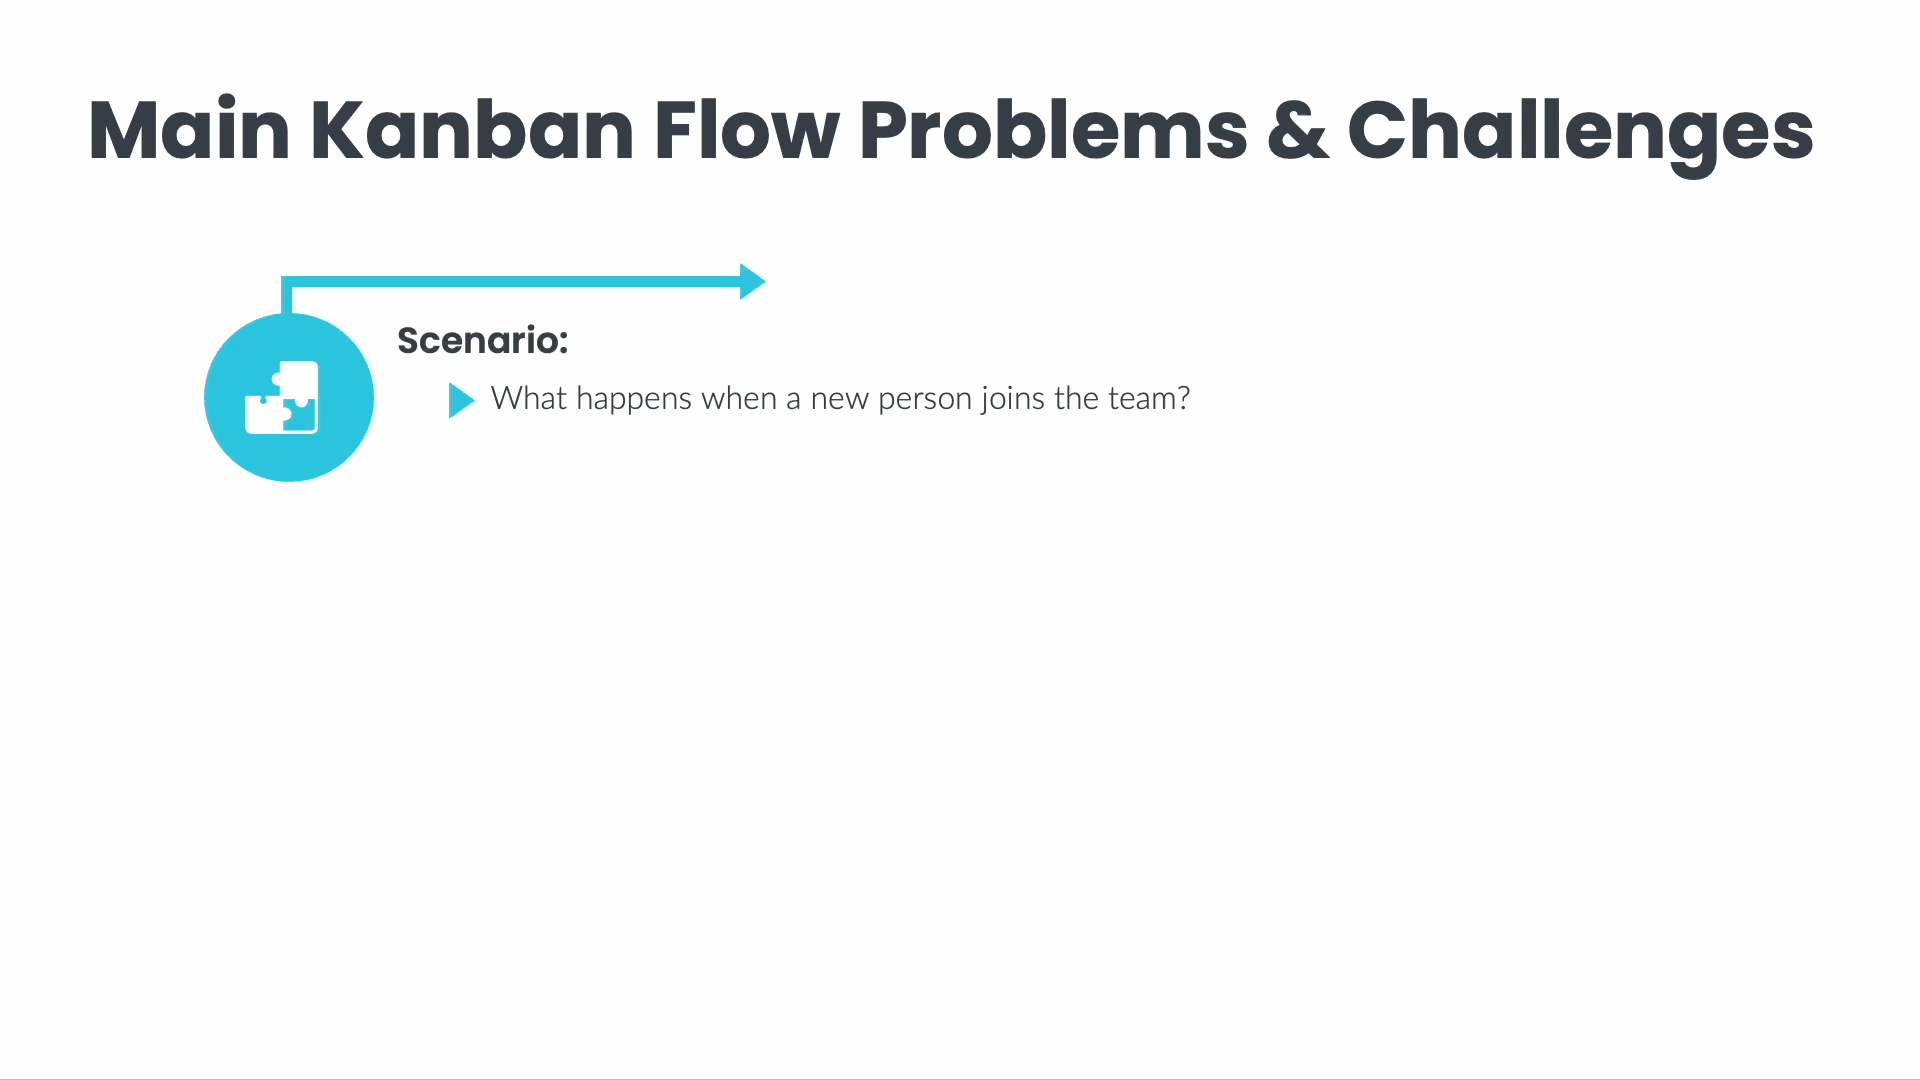 Main Kanban Flow Problems & Challenges
Scenario:
What happens when a new person joins the team?